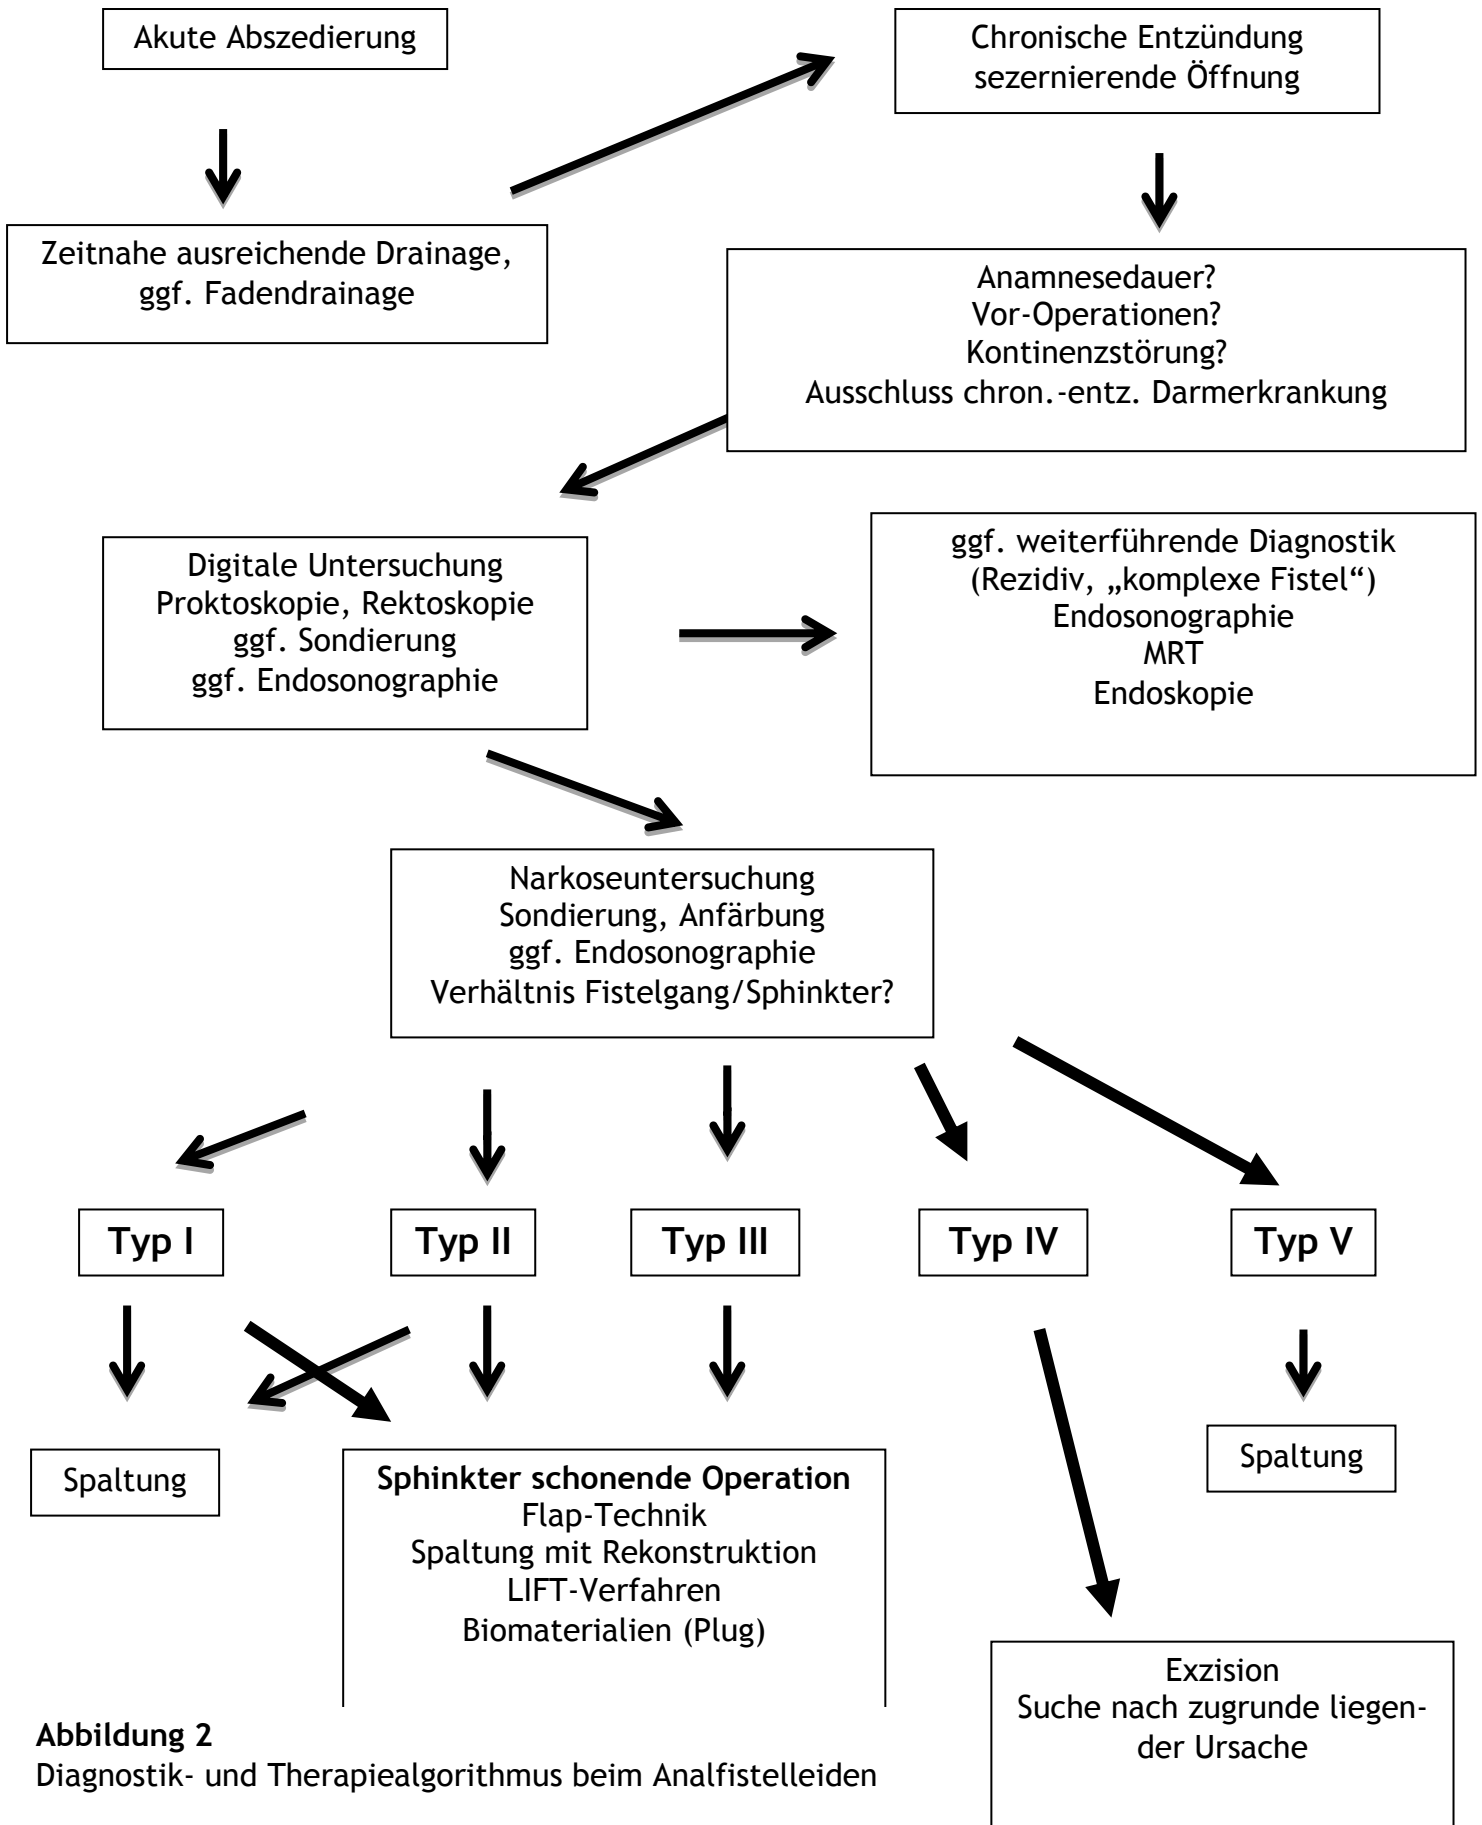 Akute Abszedierung
Chronische Entzündung
sezernierende Öffnung
Zeitnahe ausreichende Drainage,
ggf. Fadendrainage
Anamnesedauer?
Vor-Operationen?
Kontinenzstörung?
Ausschluss chron.-entz. Darmerkrankung
Digitale Untersuchung
Proktoskopie, Rektoskopie
ggf. Sondierung
ggf. Endosonographie
ggf. weiterführende Diagnostik
(Rezidiv, „komplexe Fistel“)
Endosonographie
MRT
Endoskopie
Narkoseuntersuchung
Sondierung, Anfärbung
ggf. Endosonographie
Verhältnis Fistelgang/Sphinkter?
Typ I
Typ II
Typ III
Typ IV
Typ V
Spaltung
Sphinkter schonende Operation
Flap-Technik
Spaltung mit Rekonstruktion
LIFT-Verfahren
Biomaterialien (Plug)
Spaltung
Exzision
Suche nach zugrunde liegen-
der Ursache
Abbildung 2
Diagnostik- und Therapiealgorithmus beim Analfistelleiden